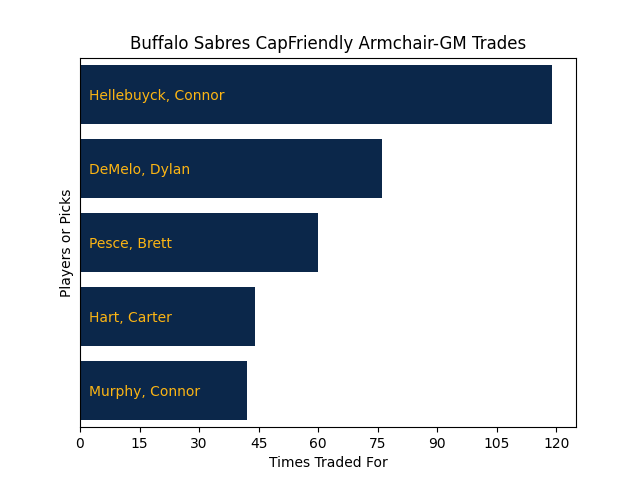 Buffalo Sabres CapFriendly Armchair-GM Trades
Players or Picks
Hellebuyck, Connor
DeMelo, Dylan
Pesce, Brett
Hart, Carter
Murphy, Connor
0 15 30 45 60 75 90 105 120
Times Traded For